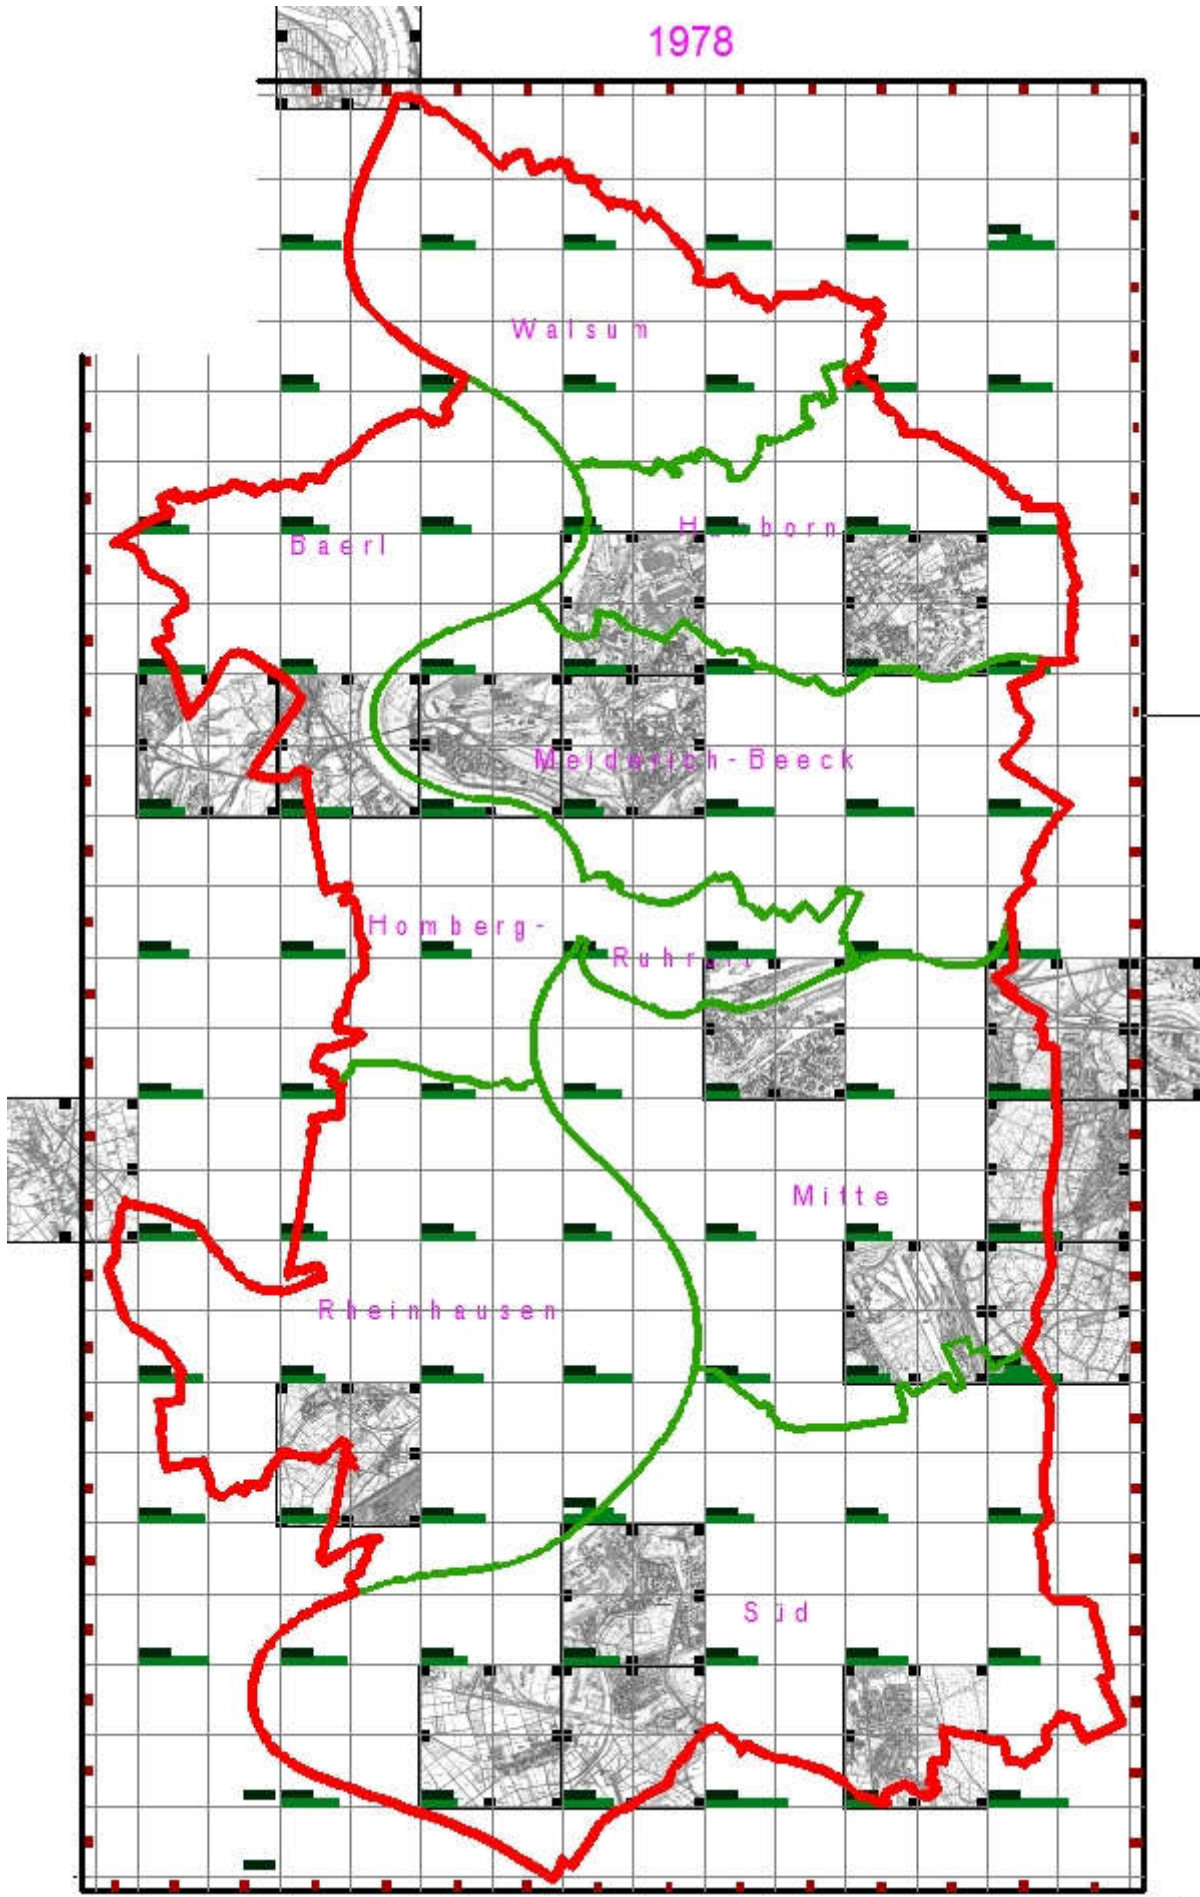 1978
Walsum
Hamborn
Baerl
Meiderich-Beeck
Homberg-
Ruhrort
Mitte
Rheinhausen
Süd